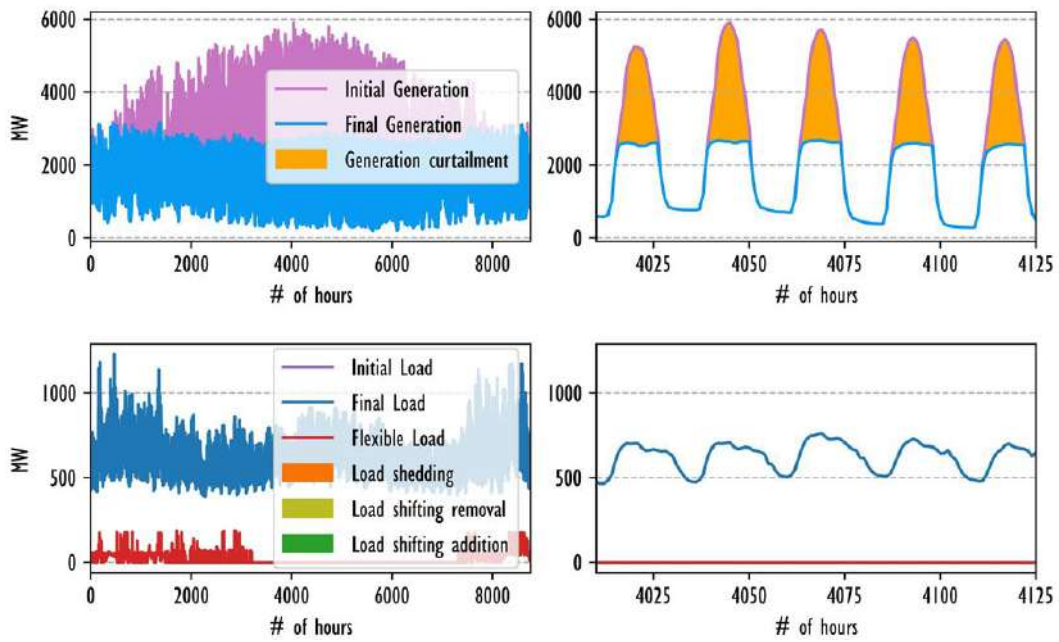 6000
4000
2000
0
MW
Initial Generation
Final Generation
Generation curtailment
0 2000 4000 6000 8000
# of hours
6000
4000
2000
0
4025 4050 4075 4100 4125
# of hours
1000
500
0
MW
Initial Load
Final Load
Flexible Load
Load shedding
Load shifting removal
Load shifting addition
0 2000 4000 6000 8000
# of hours
1000
500
0
4025 4050 4075 4100 4125
# of hours